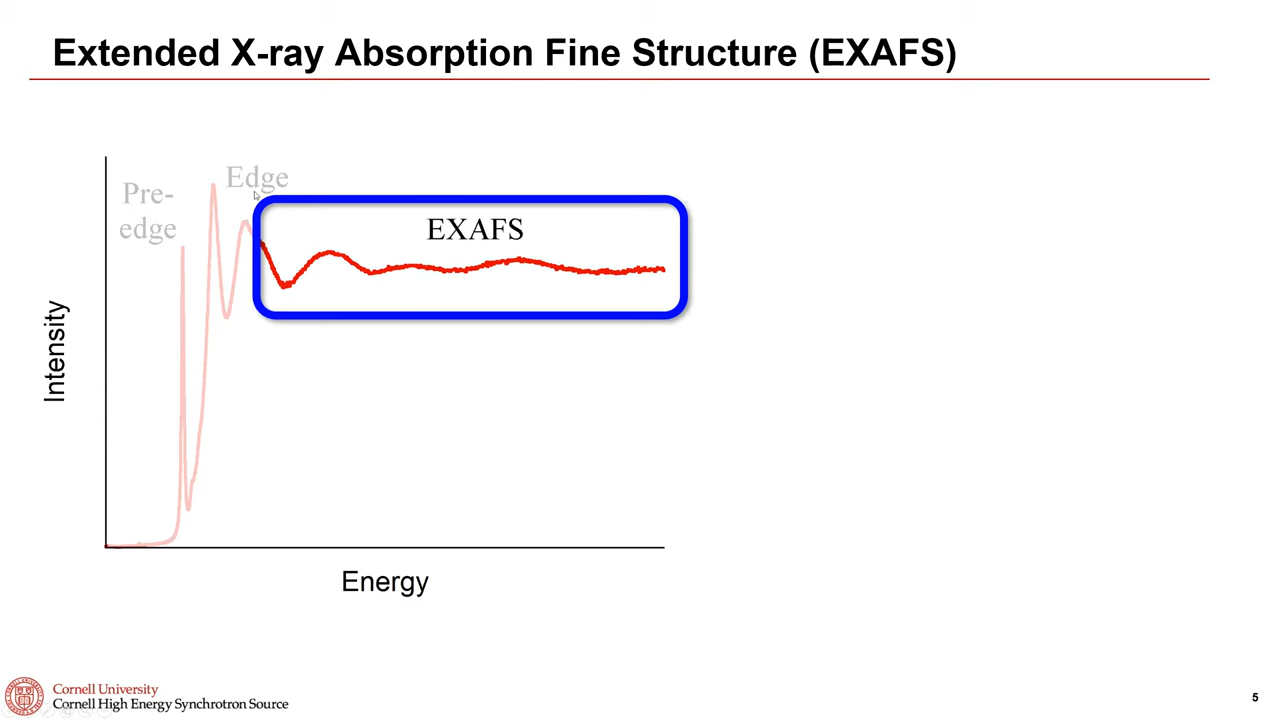 Extended X-ray Absorption Fine Structure (EXAFS)
Pre-
edge
Edge
EXAFS
Intensity
Energy
Cornell University
Cornell High Energy Synchrotron Source
5